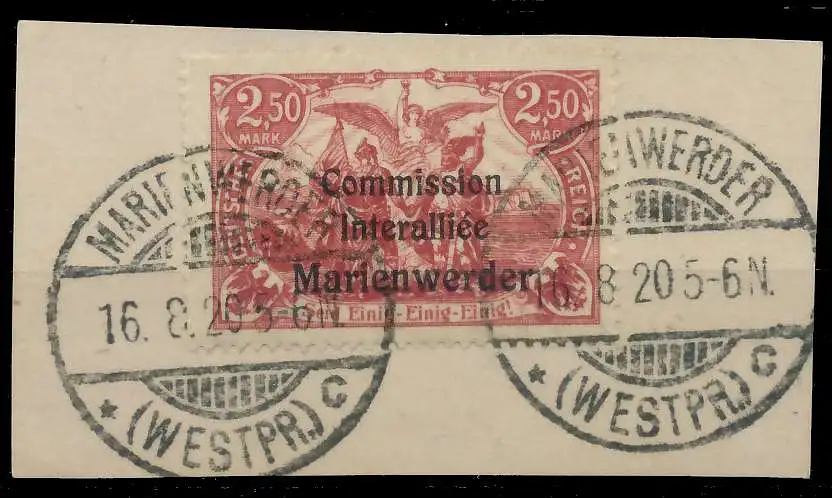 2,50 2,50
MARK MARK
Commission
Interalliée
Marienwerder
Einig-Einig-Einig!
MARIENWERDER
16. 8. 20 5-6 N.
* (WESTPR.) C
WERDER
16. 8 20 5-6 N.
* (WESTPR.) C